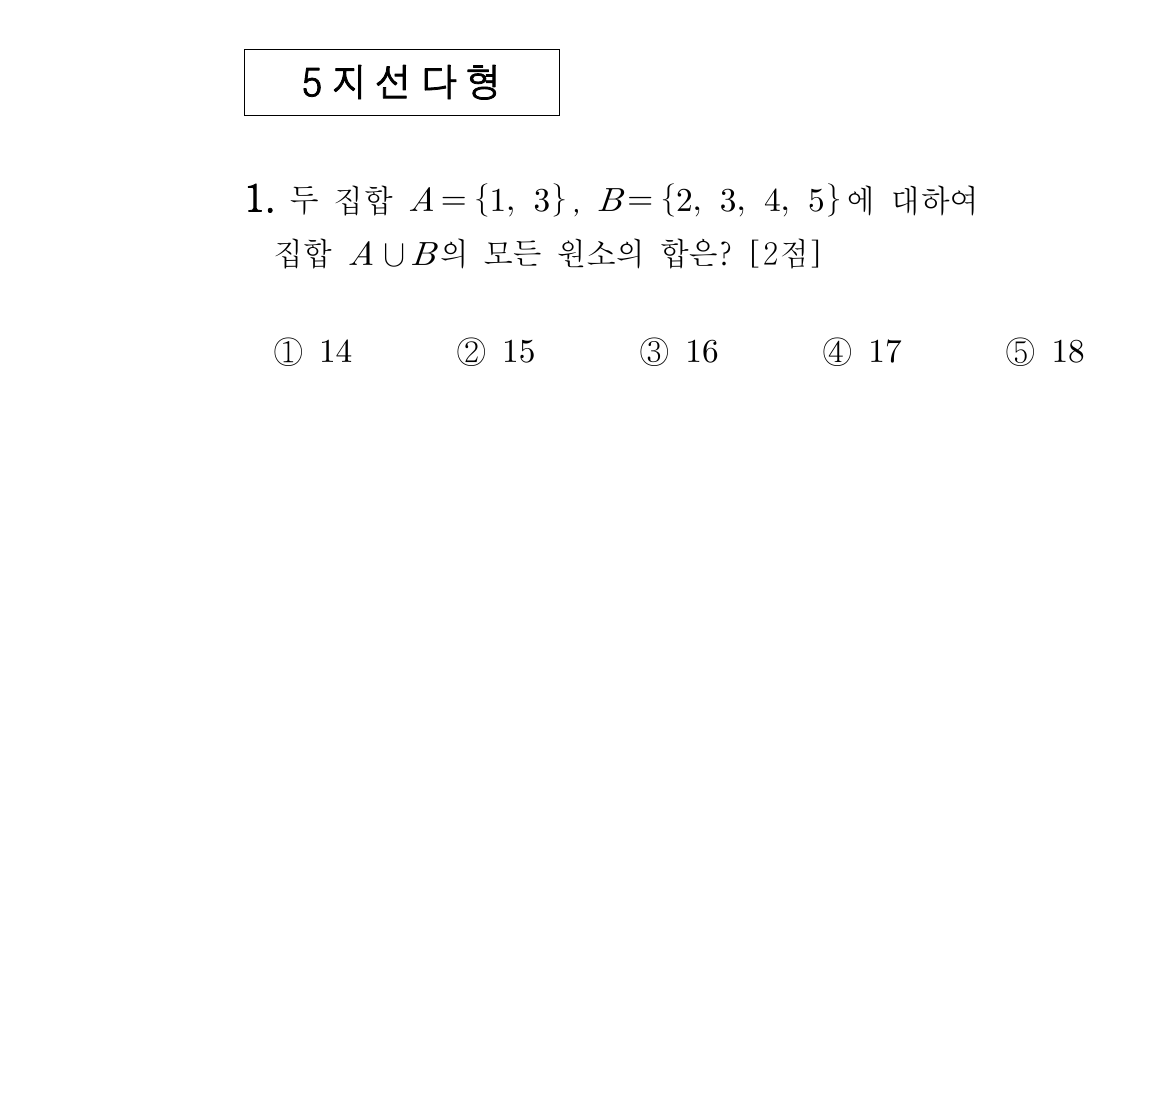 5지선다형
1. 두 집합 A={1, 3}, B={2, 3, 4, 5}에 대하여
집합 A∪B의 모든 원소의 합은? [2점]
① 14 ② 15 ③ 16 ④ 17 ⑤ 18